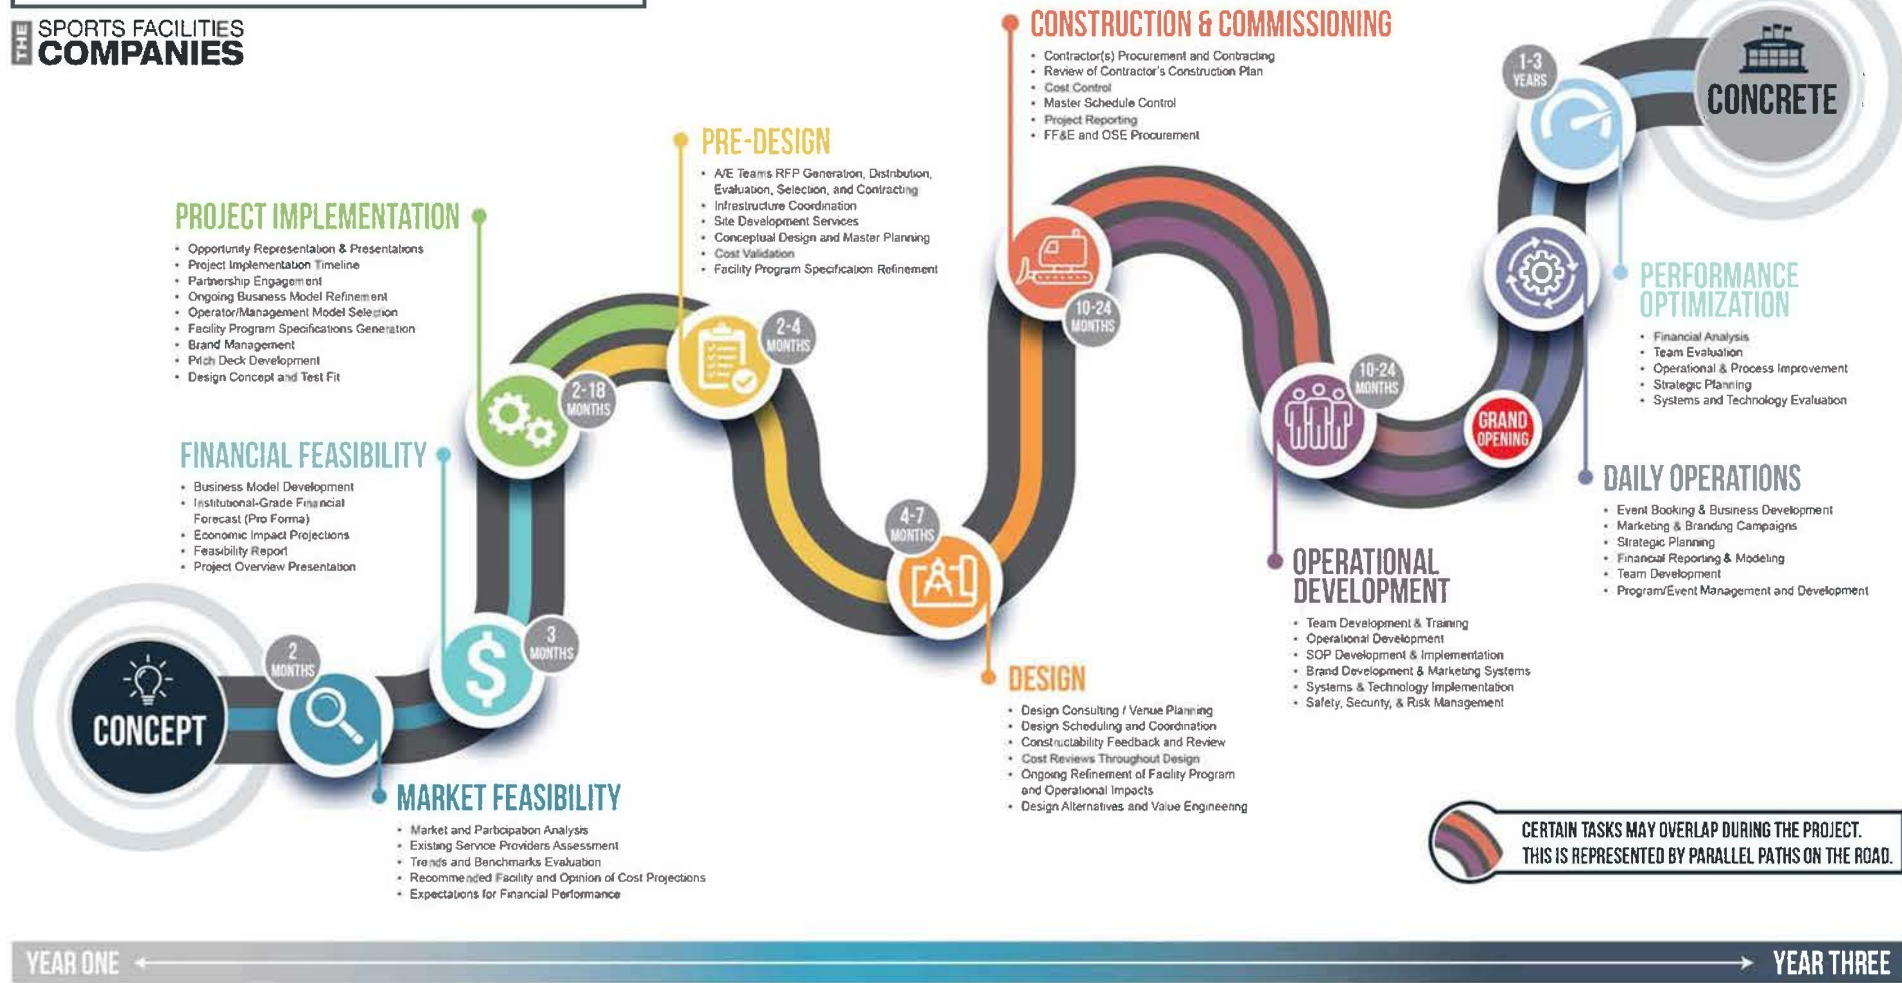 THE SPORTS FACILITIES
COMPANIES
CONCEPT
2
MONTHS
MARKET FEASIBILITY
• Market and Participation Analysis
• Existing Service Providers Assessment
• Trends and Benchmarks Evaluation
• Recommended Facility and Opinion of Cost Projections
• Expectations for Financial Performance
FINANCIAL FEASIBILITY
• Business Model Development
• Institutional-Grade Financial
Forecast (Pro Forma)
• Economic Impact Projections
• Feasibility Report
• Project Overview Presentation
$
3
MONTHS
PROJECT IMPLEMENTATION
• Opportunity Representation & Presentations
• Project Implementation Timeline
• Partnership Engagement
• Ongoing Business Model Refinement
• Operator/Management Model Selection
• Facility Program Specifications Generation
• Brand Management
• Pitch Deck Development
• Design Concept and Test Fit
2-18
MONTHS
PRE-DESIGN
• A/E Teams RFP Generation, Distribution,
Evaluation, Selection, and Contracting
• Infrastructure Coordination
• Site Development Services
• Conceptual Design and Master Planning
• Cost Validation
• Facility Program Specification Refinement
2-4
MONTHS
4-7
MONTHS
DESIGN
• Design Consulting / Venue Planning
• Design Scheduling and Coordination
• Constructability Feedback and Review
• Cost Reviews Throughout Design
• Ongoing Refinement of Facility Program
and Operational Impacts
• Design Alternatives and Value Engineering
CONSTRUCTION & COMMISSIONING
• Contractor(s) Procurement and Contracting
• Review of Contractor's Construction Plan
• Cost Control
• Master Schedule Control
• Project Reporting
• FF&E and OSE Procurement
10-24
MONTHS
10-24
MONTHS
OPERATIONAL
DEVELOPMENT
• Team Development & Training
• Operational Development
• SOP Development & Implementation
• Brand Development & Marketing Systems
• Systems & Technology Implementation
• Safety, Security, & Risk Management
GRAND
OPENING
DAILY OPERATIONS
• Event Booking & Business Development
• Marketing & Branding Campaigns
• Strategic Planning
• Financial Reporting & Modeling
• Team Development
• Program/Event Management and Development
1-3
YEARS
PERFORMANCE
OPTIMIZATION
• Financial Analysis
• Team Evaluation
• Operational & Process Improvement
• Strategic Planning
• Systems and Technology Evaluation
CONCRETE
CERTAIN TASKS MAY OVERLAP DURING THE PROJECT.
THIS IS REPRESENTED BY PARALLEL PATHS ON THE ROAD.
YEAR ONE
YEAR THREE